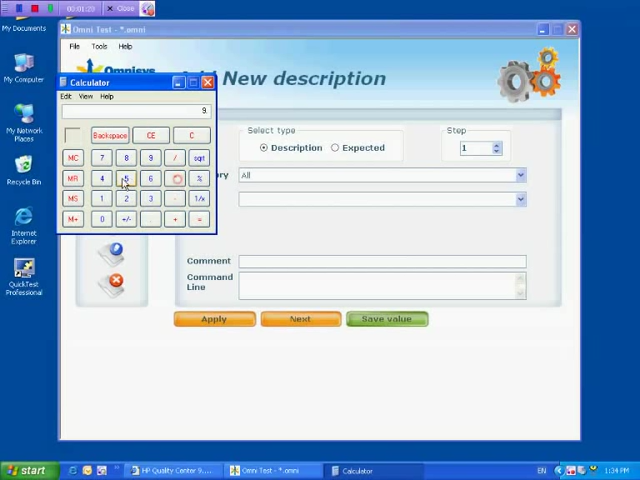 00:01:23
Close
My Documents
My Computer
My Network
Places
Recycle Bin
Internet
Explorer
QuickTest
Professional
Omni Test - *.omni
File Tools Help
Omnisys
New description
Calculator
Edit View Help
9.
Backspace CE C
MC 7 8 9 / sqrt
MR 4 5 6 %
MS 1 2 3 - 1/x
M+ 0 +/- . + =
Select type
Description Expected
Step
1
All
Comment
Command
Line
Apply Next Save value
start
HP Quality Center 9....
Omni Test - *.omni
Calculator
EN
1:34 PM